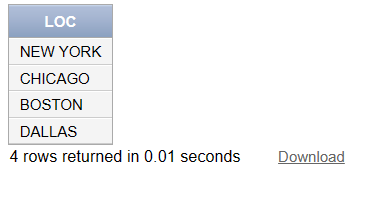 LOC
NEW YORK
CHICAGO
BOSTON
DALLAS
4 rows returned in 0.01 seconds Download